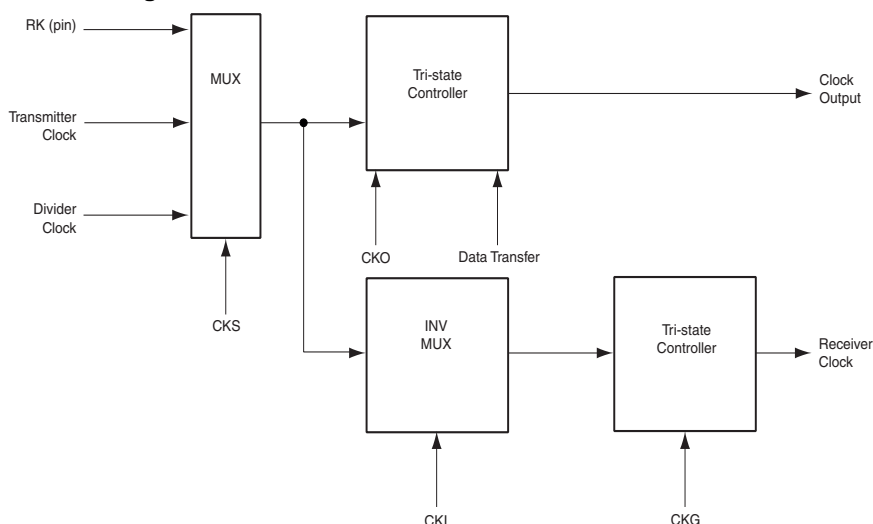 RK (pin)
MUX
Tri-state
Controller
Clock
Output
Transmitter
Clock
Divider
Clock
CKO
Data Transfer
CKS
INV
MUX
Tri-state
Controller
Receiver
Clock
CKI
CKG